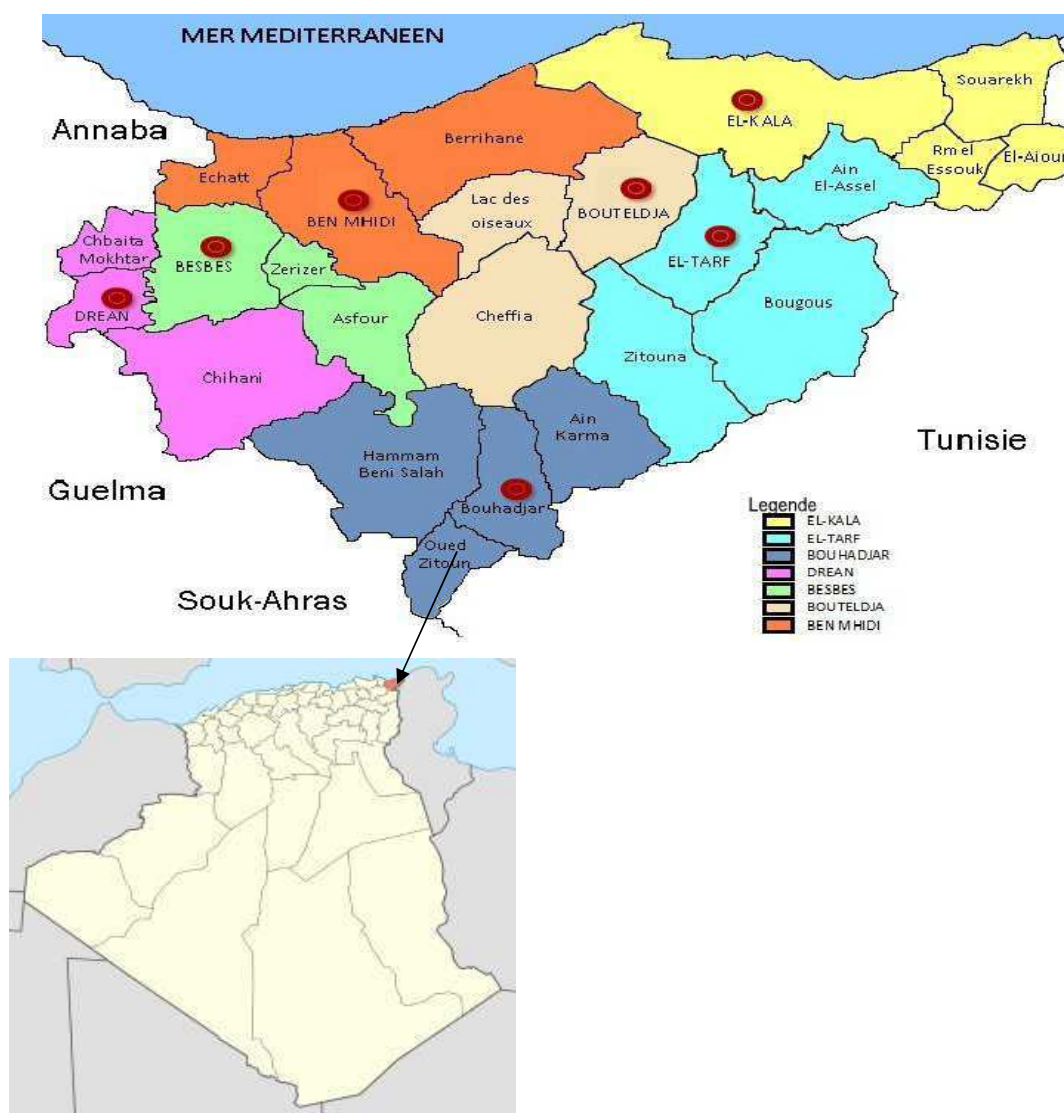 MER MEDITERRANEEN
Souarekh
Annaba
EL-KALA
Berrihane
Rm el
Essouk
El-Aioun
Echatt
Ain
El-Assel
Lac des
oiseaux
BEN MHIDI
BOUTELDJA
Chbaita
Mokhtar
BESBES
Zerizer
EL-TARF
DREAN
Asfour
Cheffia
Bougous
Chihani
Zitouna
Ain
Karma
Tunisie
Hammam
Beni Salah
Guelma
Bouhadjar
Oued
Zitoun
Souk-Ahras
Legende
EL-KALA
EL-TARF
BOUHADJAR
DREAN
BESBES
BOUTELDJA
BEN MHIDI